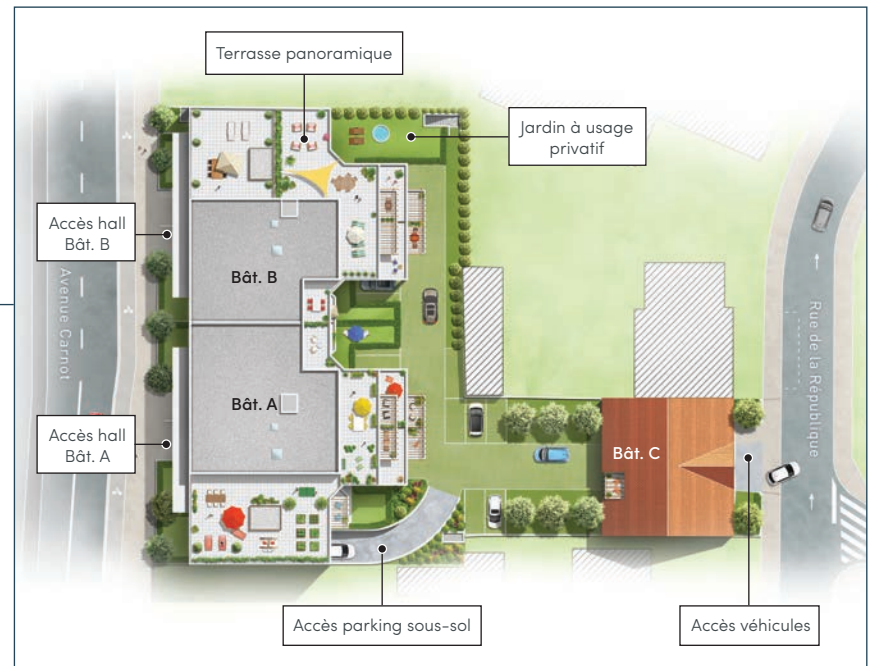 Terrasse panoramique
Jardin à usage
privatif
Accès hall
Bât. B
Avenue Carnot
Bât. B
Rue de la République
Bât. A
Accès hall
Bât. A
Bât. C
Accès parking sous-sol
Accès véhicules